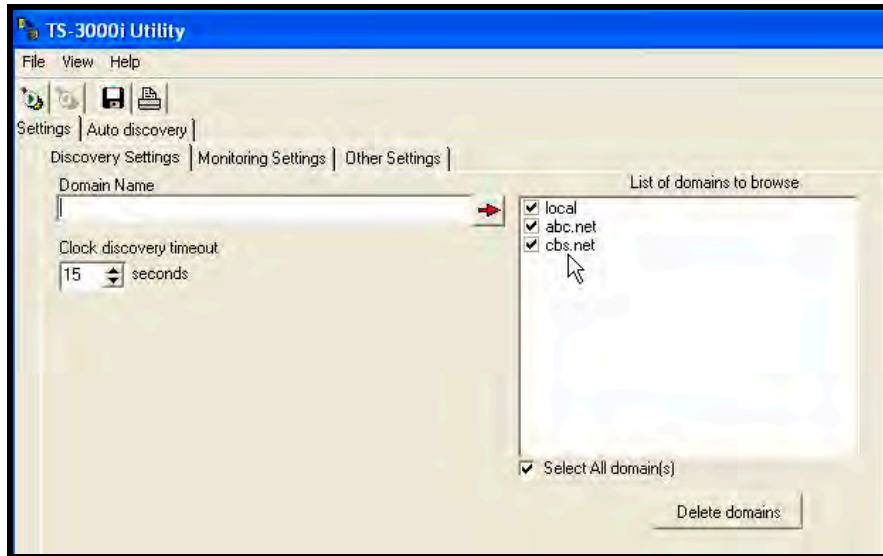 TS-3000i Utility
File View Help
Settings Auto discovery
Discovery Settings Monitoring Settings Other Settings
Domain Name
List of domains to browse
local
abc.net
cbs.net
Clock discovery timeout
15 seconds
Select All domain(s)
Delete domains